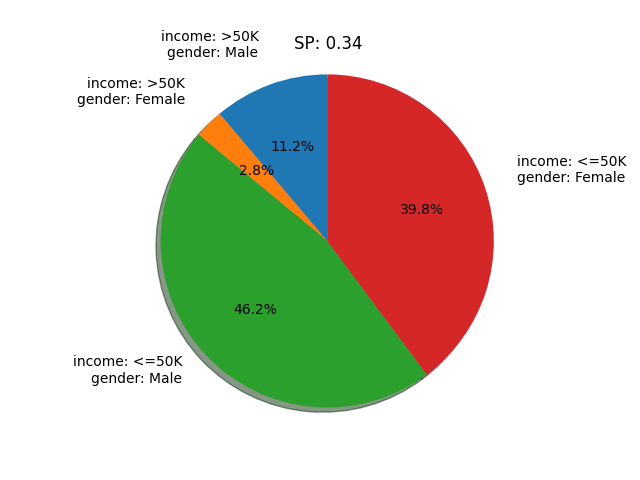 SP: 0.34
income: >50K
gender: Male
income: >50K
gender: Female
11.2%
2.8%
income: <=50K
gender: Female
39.8%
46.2%
income: <=50K
gender: Male